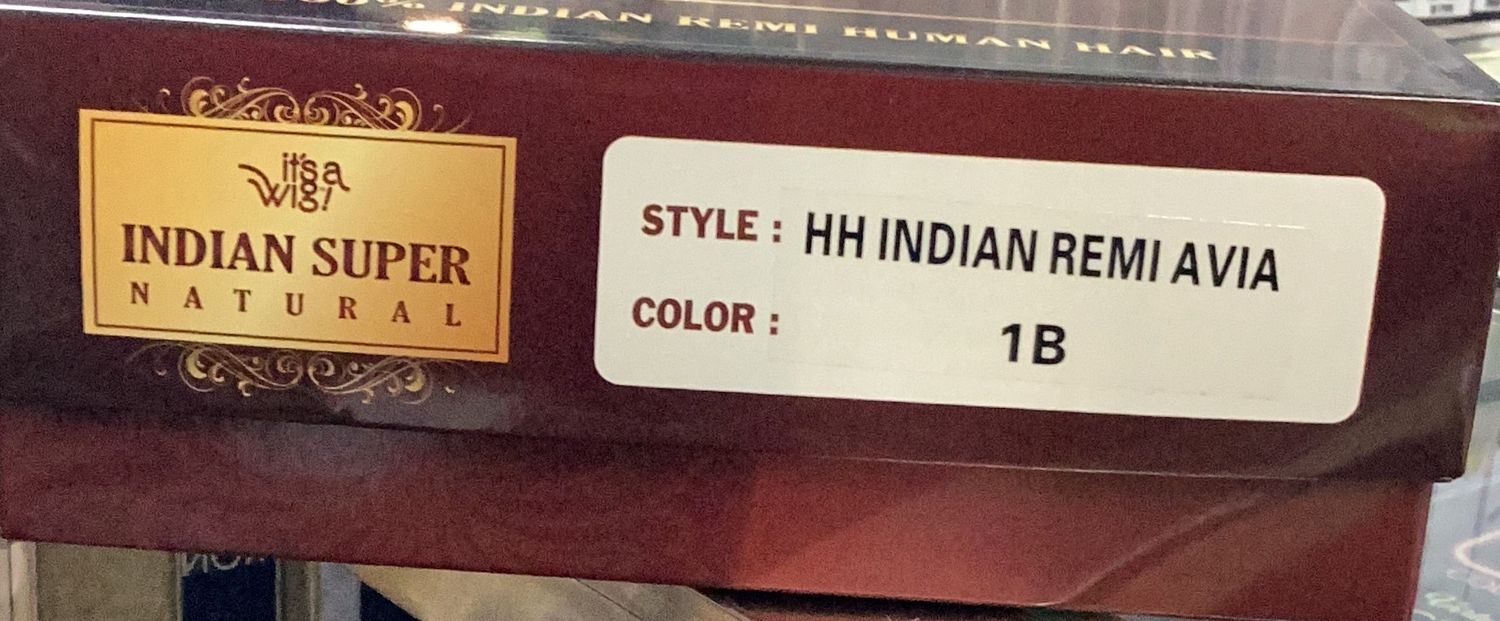 INDIAN REMI HUMAN HAIR
it's a
wig!
INDIAN SUPER
NATURAL
STYLE : HH INDIAN REMI AVIA
COLOR : 1B